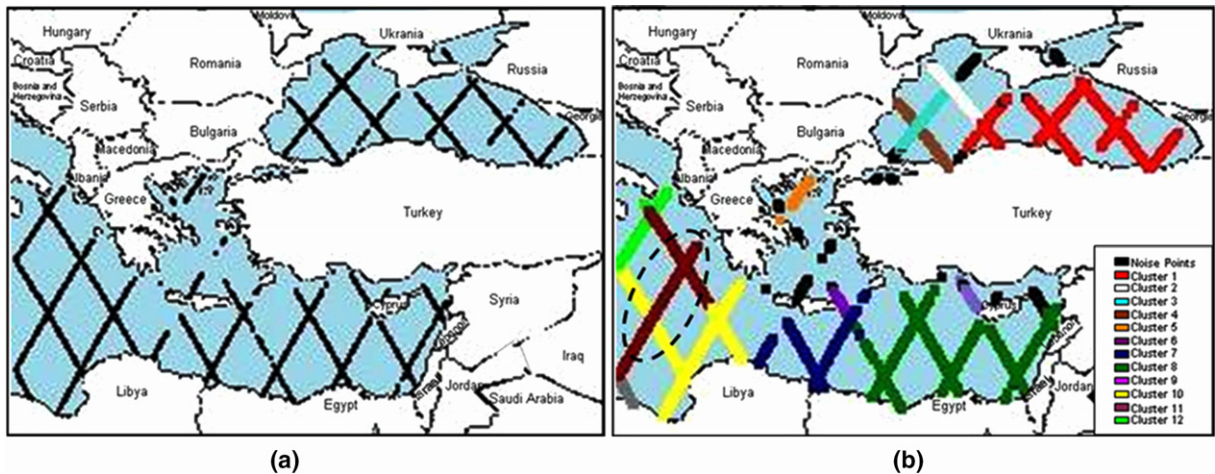 Hungary
Moldova
Ukrania
Croatia
Romania
Russia
Bosnia and
Herzegovina
Serbia
Bulgaria
Georgia
Macedonia
Albania
Greece
Turkey
Cyprus
Syria
Lebanon
Iraq
Libya
Israel
Jordan
Egypt
Saudi Arabia
(a)
Hungary
Moldova
Ukrania
Croatia
Romania
Russia
Bosnia and
Herzegovina
Serbia
Bulgaria
Georgia
Macedonia
Albania
Greece
Turkey
Cyprus
Libya
Egypt
Israel
Jordan
Noise Points
Cluster 1
Cluster 2
Cluster 3
Cluster 4
Cluster 5
Cluster 6
Cluster 7
Cluster 8
Cluster 9
Cluster 10
Cluster 11
Cluster 12
(b)